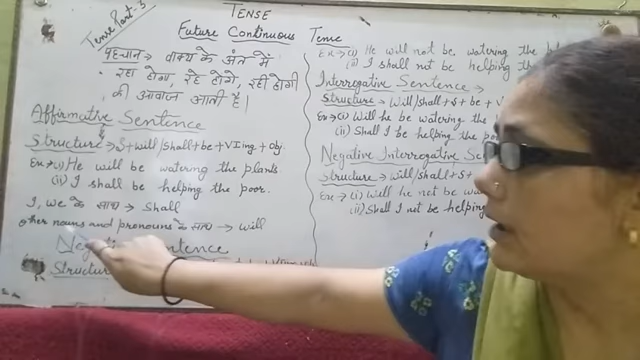 TENSE
Tense Part-3
Future Continuous Tense
पहचान → वाक्य के अंत में
रहा होगा, रहे होंगे, रही होगी
की आवाज आती है।
Affirmative Sentence
Structure → S + will/shall + be + VIing + obj.
Ex → (i) He will be watering the plants
(ii) I shall be helping the poor.
I, we के साथ → shall
other nouns and pronouns के साथ → will
Sentence
Structure
Ex → (i) He will not be watering the
(ii) I shall not be helping the
Interrogative Sentence →
Structure → Will/shall + S + be + V
Ex → (i) Will he be watering the
(ii) Shall I be helping the poor
Negative Interrogative Se
Structure → will/shall + S +
Ex → (i) Will he not be wat
(ii) Shall I not be helping